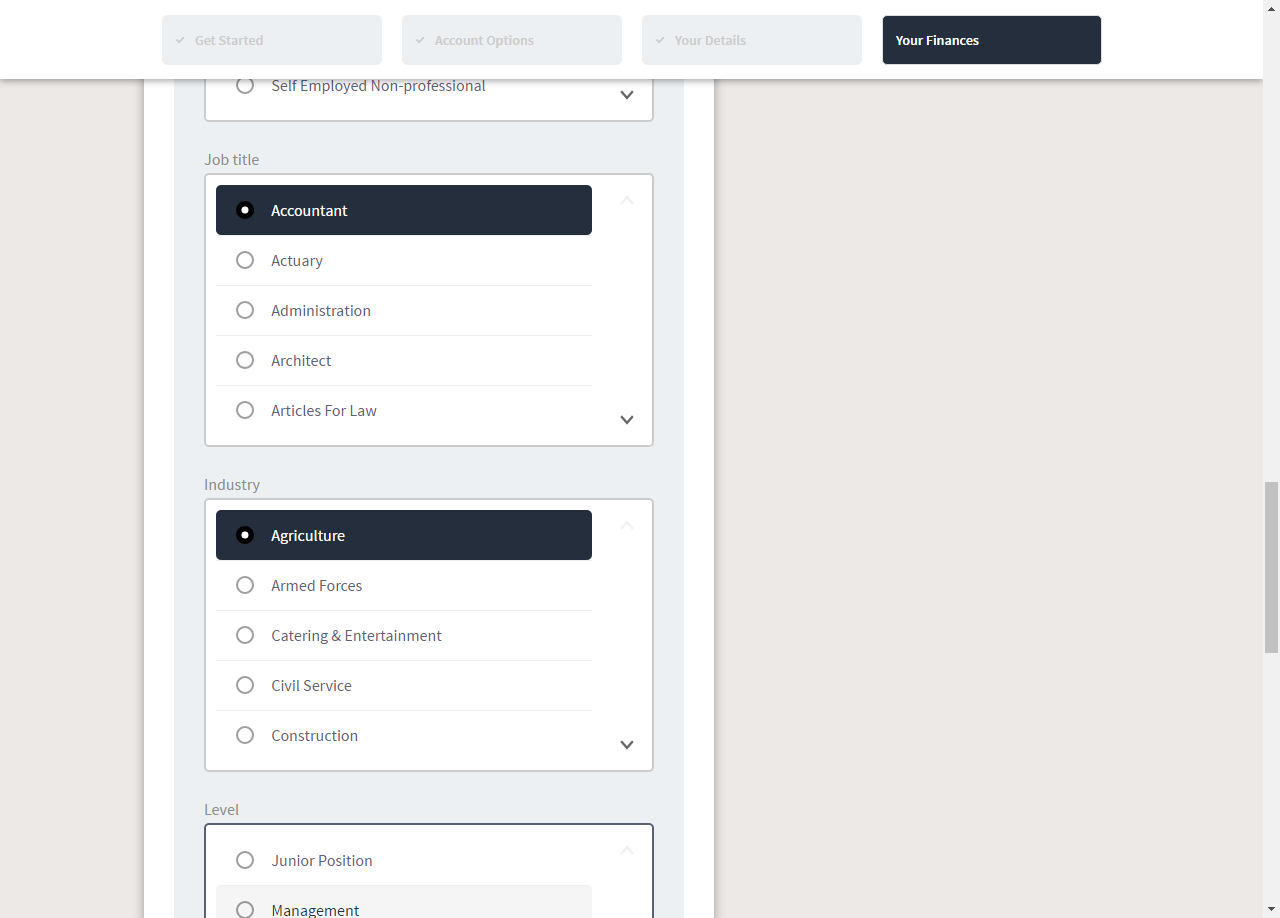 Get Started
Account Options
Your Details
Your Finances
Self Employed Non-professional
Job title
Accountant
Actuary
Administration
Architect
Articles For Law
Industry
Agriculture
Armed Forces
Catering & Entertainment
Civil Service
Construction
Level
Junior Position
Management